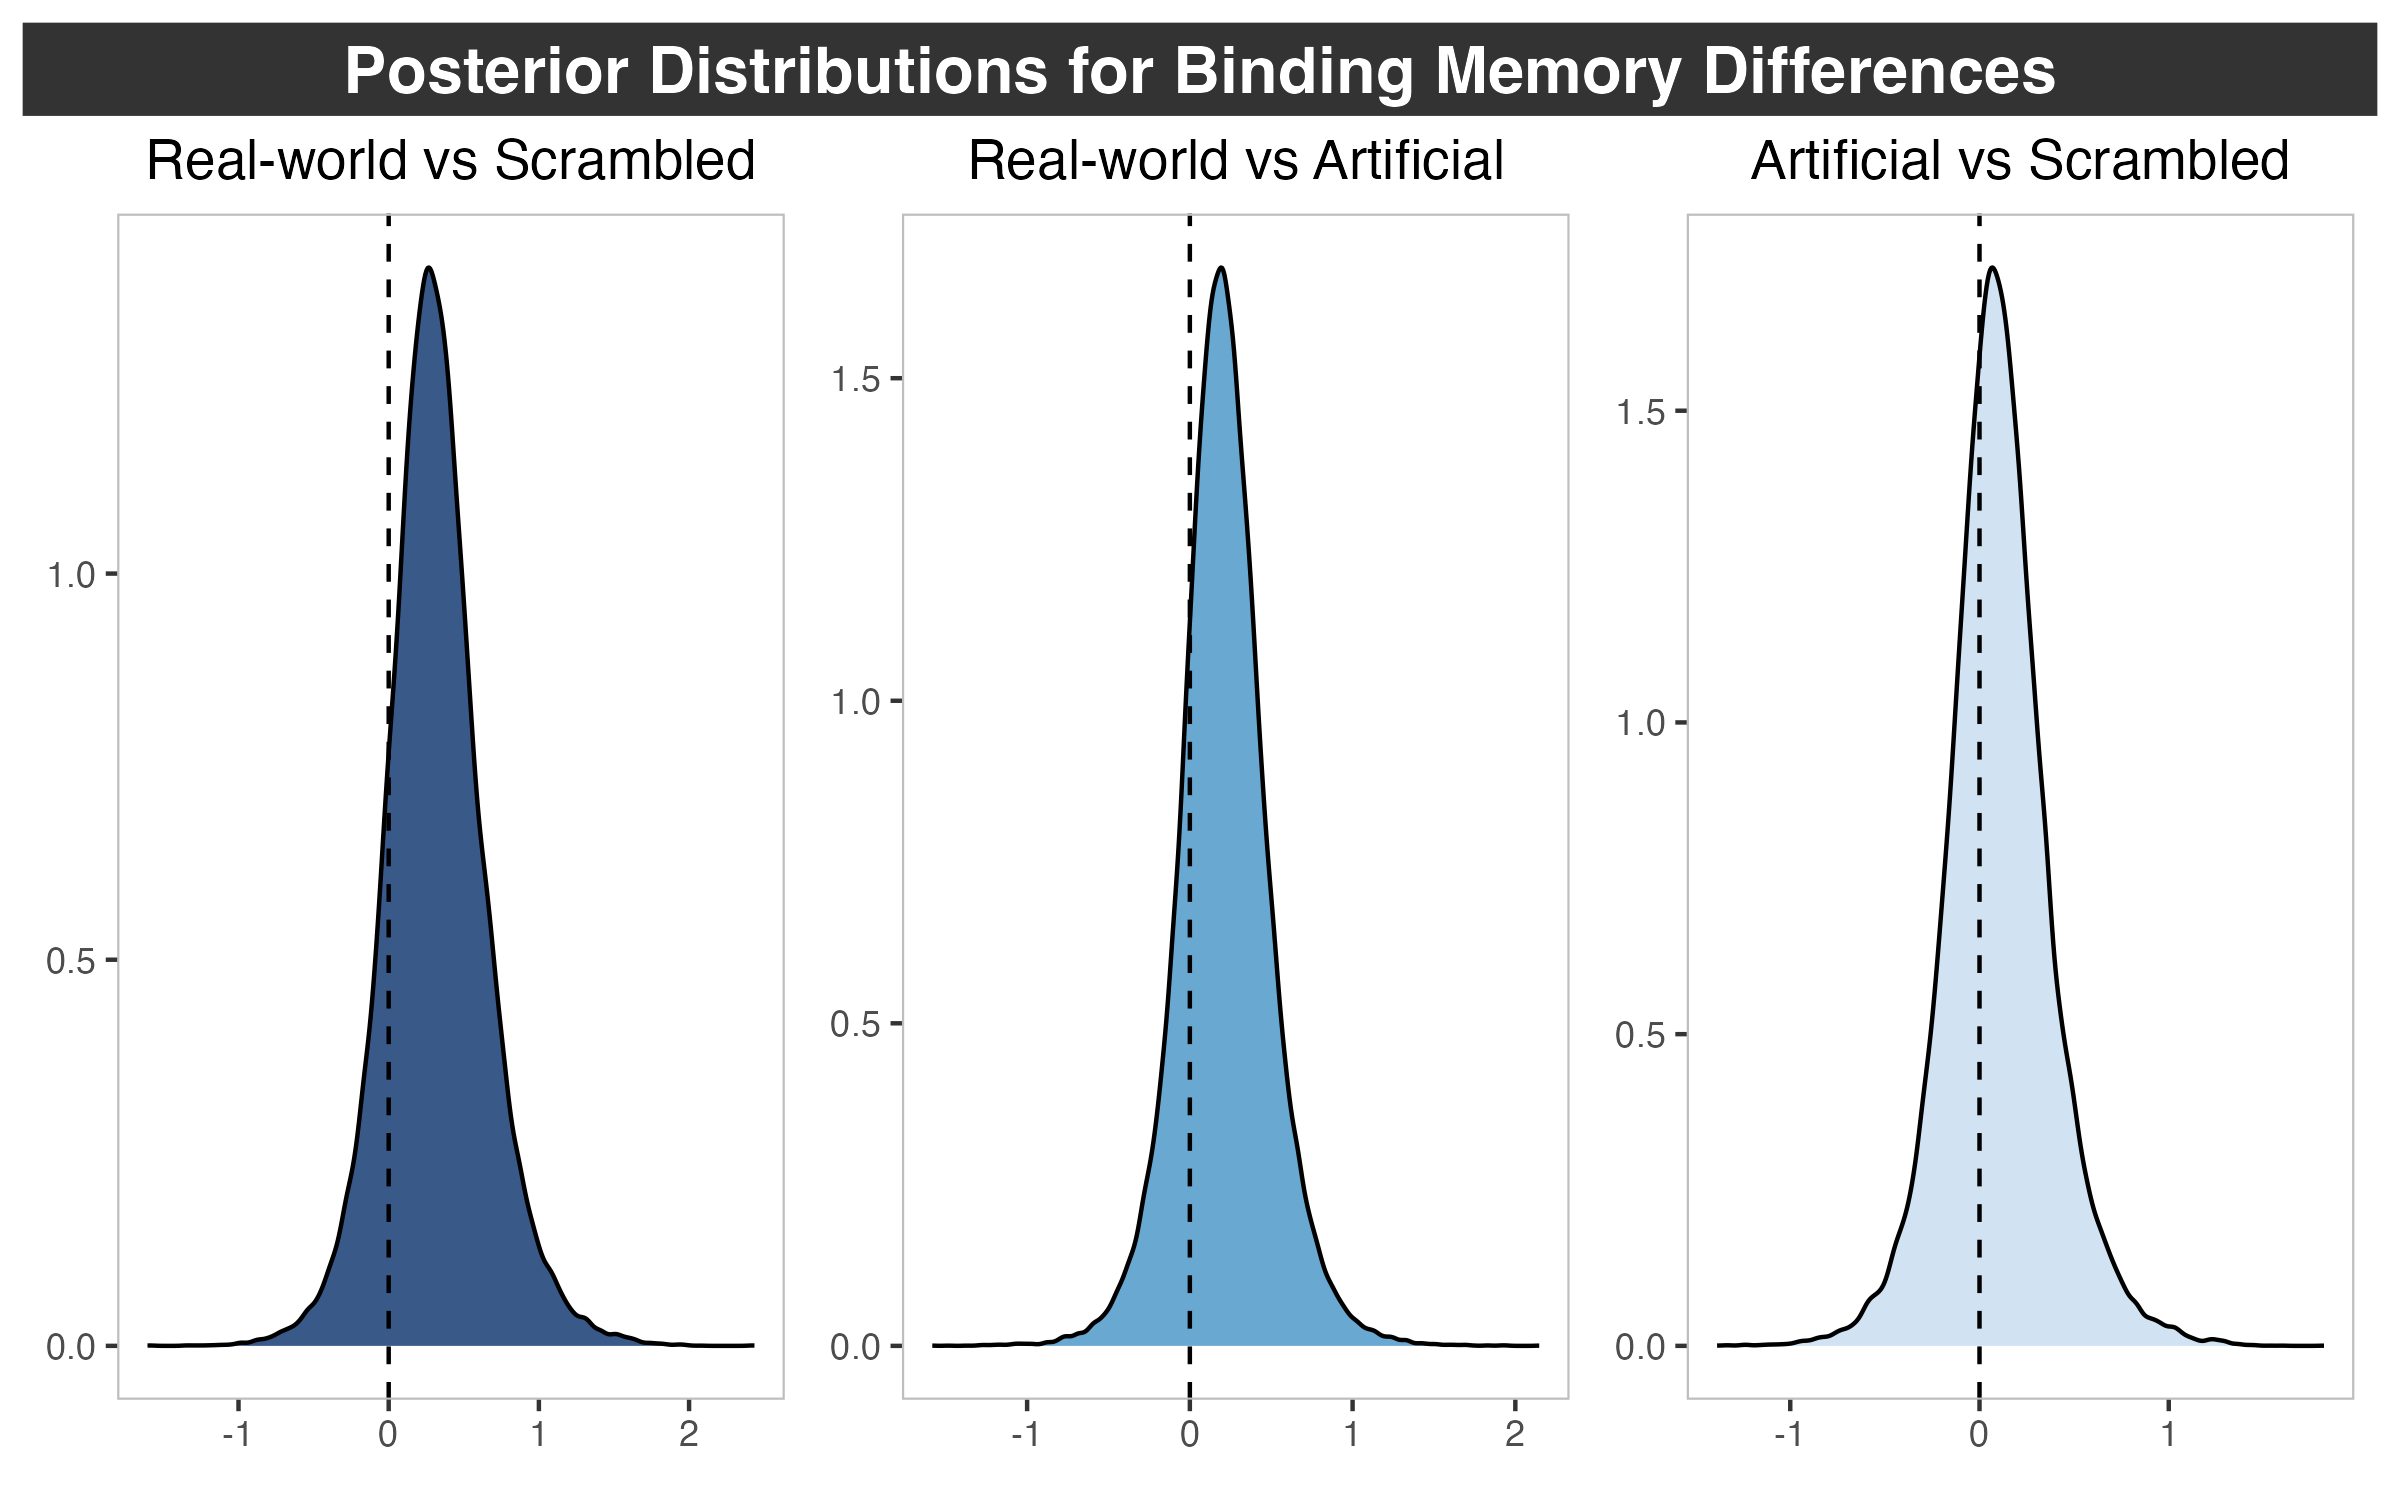 Posterior Distributions for Binding Memory Differences
Real-world vs Scrambled
1.0
0.5
0.0
-1 0 1 2
Real-world vs Artificial
1.5
1.0
0.5
0.0
-1 0 1 2
Artificial vs Scrambled
1.5
1.0
0.5
0.0
-1 0 1